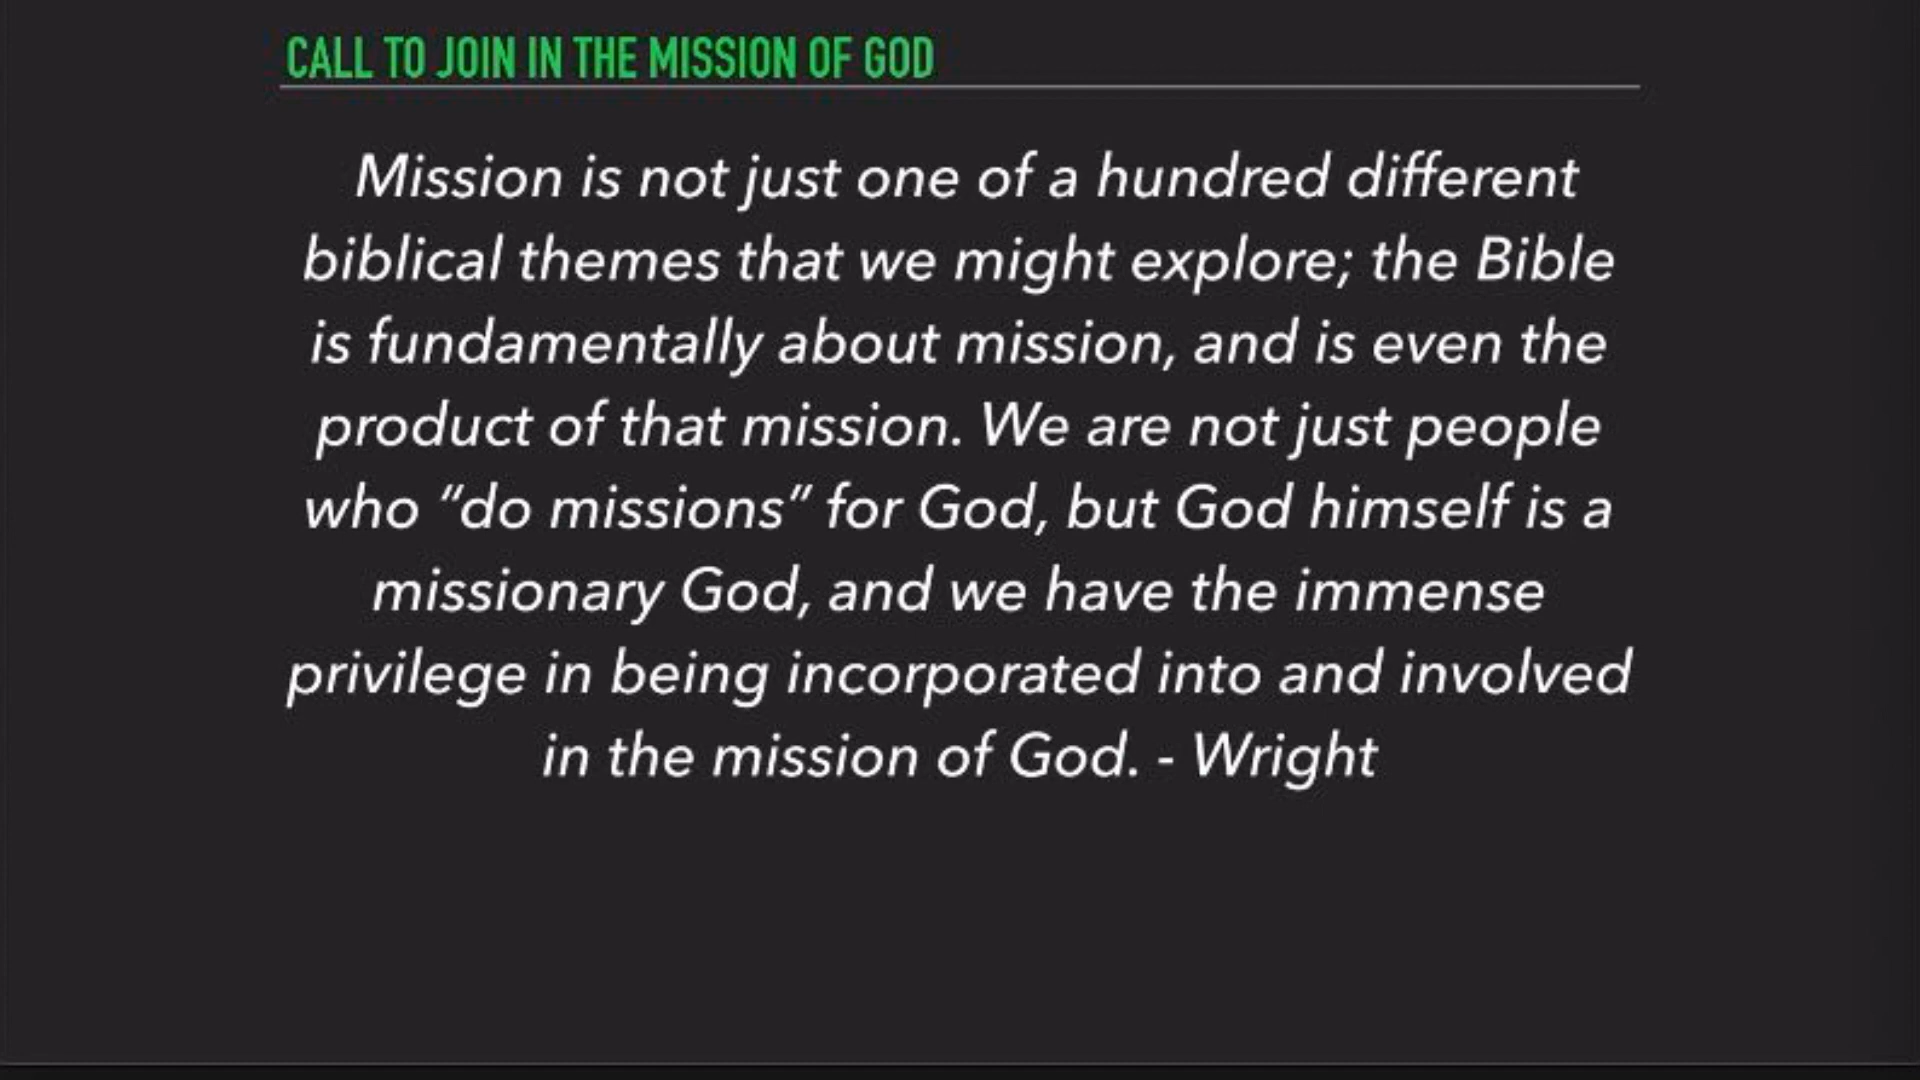 CALL TO JOIN IN THE MISSION OF GOD
Mission is not just one of a hundred different
biblical themes that we might explore; the Bible
is fundamentally about mission, and is even the
product of that mission. We are not just people
who “do missions” for God, but God himself is a
missionary God, and we have the immense
privilege in being incorporated into and involved
in the mission of God. - Wright